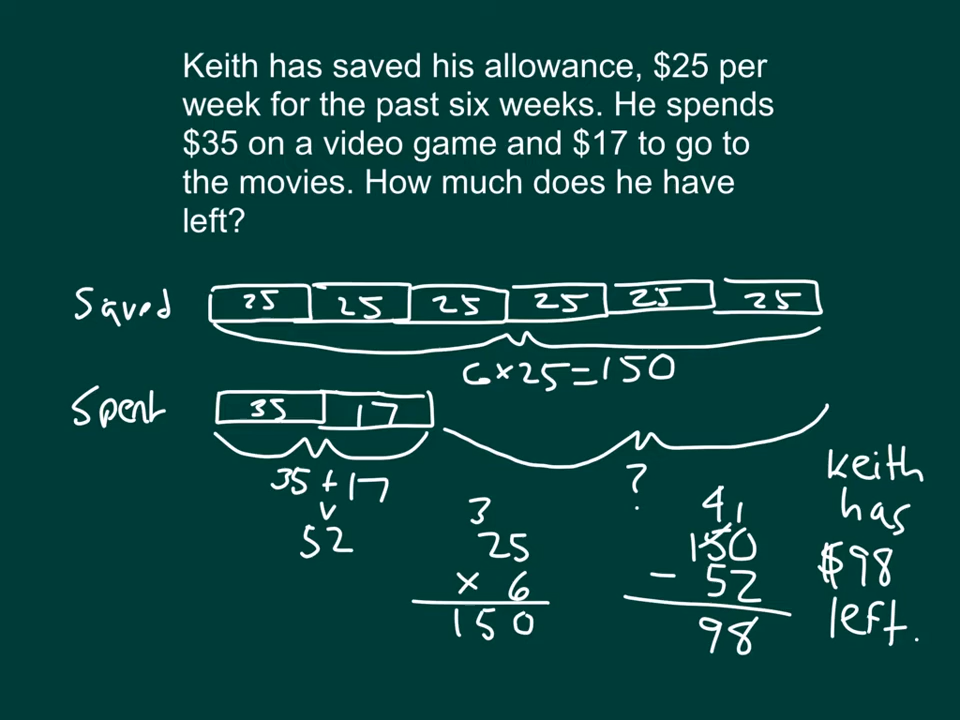 Keith has saved his allowance, $25 per
week for the past six weeks. He spends
$35 on a video game and $17 to go to
the movies. How much does he have
left?
Saved 25 25 25 25 25 25
6×25=150
Spent 35 17
35+17
52
?
3
25
× 6
150
41
150
- 52
98
Keith
has
$98
left.